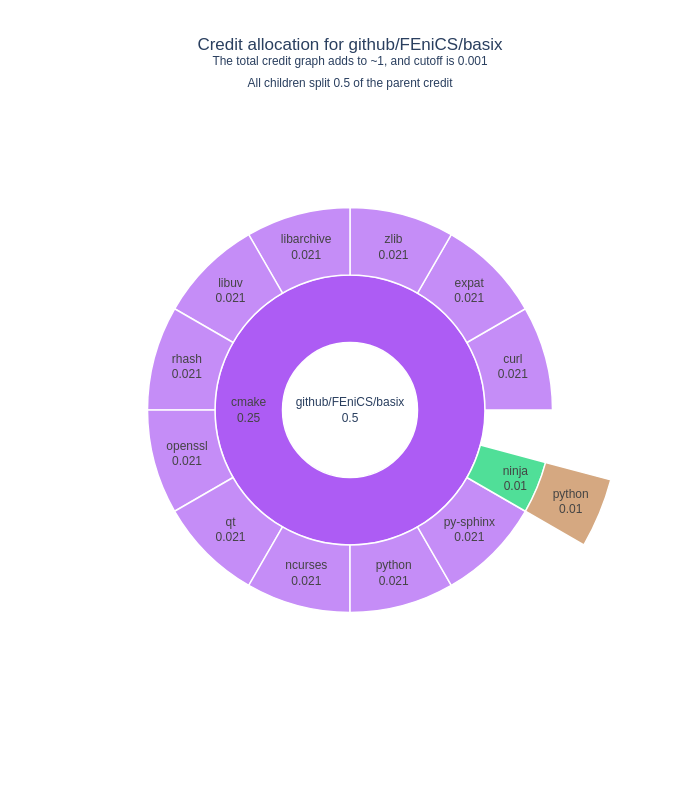 Credit allocation for github/FEniCS/basix
The total credit graph adds to ~1, and cutoff is 0.001
All children split 0.5 of the parent credit
libarchive
0.021
zlib
0.021
libuv
0.021
expat
0.021
rhash
0.021
curl
0.021
cmake
0.25
github/FEniCS/basix
0.5
openssl
0.021
ninja
0.01
python
0.01
qt
0.021
py-sphinx
0.021
ncurses
0.021
python
0.021